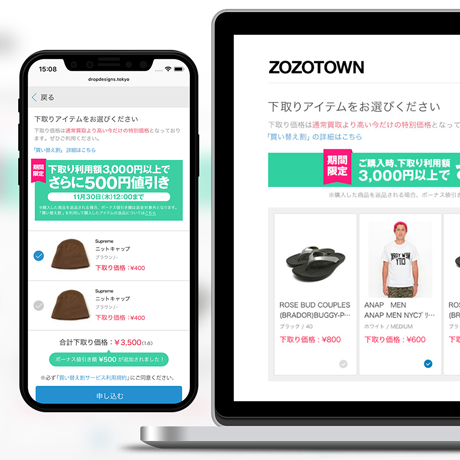 15:08
dropdesigns.tokyo
戻る
下取りアイテムをお選びください
下取り価格は通常買取より高い今だけの特別価格となっております。ぜひご利用ください。
「買い替え割」詳細はこちら
期間
限定
下取り利用額3,000円以上で
さらに500円値引き
11月30日(木)12:00まで
Supreme
ニットキャップ
ブラウン/-
下取り価格：¥400
Supreme
ニットキャップ
ブラウン/-
下取り価格：¥400
合計下取り価格：¥3,500
ボーナス値引き額 ¥500 が追加されました！
※必ず「買い替え割サービス利用規約」にご同意ください。
申し込む
ZOZOTOWN
下取りアイテムをお選びください
下取り価格は通常買取より高い今だけの特別価格となって
「買い替え割」の詳細はこちら
期間
限定
ご購入時、下取り利用額
3,000円以上で
※購入した商品を返品される場合、ボーナス値引
ROSE BUD COUPLES
(BRADOR)BUGGY-P…
ブラック / 40
下取り価格：¥800
ANAP MEN
ANAP MEN NYCプリ…
ホワイト / MEDIUM
下取り価格：¥600
ROSE
(BRAD
ブラック
下取り